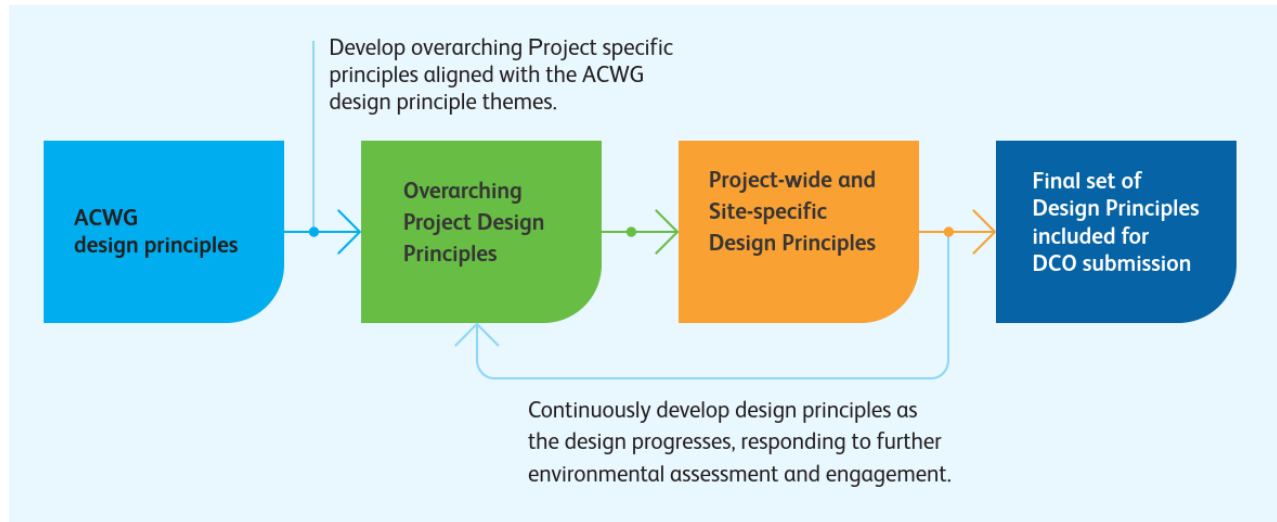 Develop overarching Project specific
principles aligned with the ACWG
design principle themes.
ACWG
design principles
Overarching
Project Design
Principles
Project-wide and
Site-specific
Design Principles
Final set of
Design Principles
included for
DCO submission
Continuously develop design principles as
the design progresses, responding to further
environmental assessment and engagement.